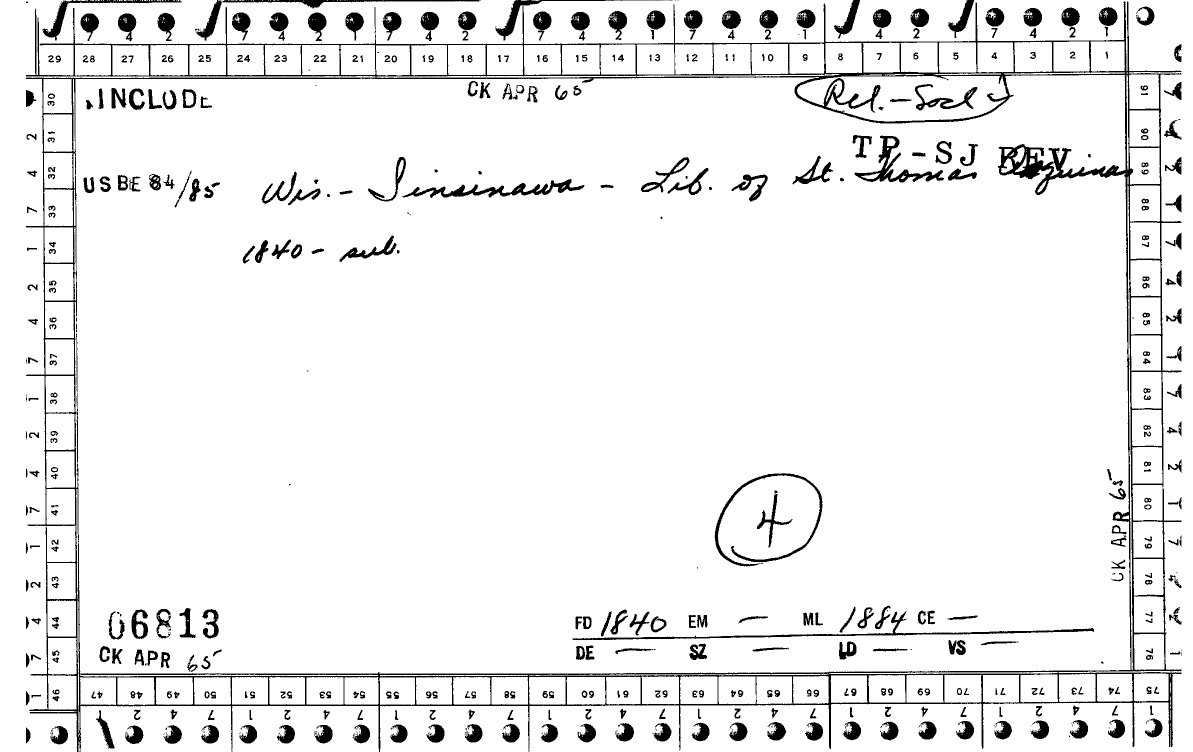 7 4 2 1 7 4 2 1 7 4 2 1 7 4 2 1 7 4 2 1 7 4 2 1 7 4 2 1
29 28 27 26 25 24 23 22 21 20 19 18 17 16 15 14 13 12 11 10 9 8 7 6 5 4 3 2 1
INCLUDE CK APR 65 Rel. - Socl
TP - SJ REV
USBE 84/85 Wis. - Sinsinawa - Lib. of St. Thomas Aquinas
1840 - sub.
4
06813
CK APR 65
FD 1840 EM — ML 1884 CE —
DE — SZ — LD — VS —
CK APR 65
30 31 32 33 34 35 36 37 38 39 40 41 42 43 44 45 46
2 4 7 1 2 4 7 1 2 4 7 1 2 4 7 1
91 90 89 88 87 86 85 84 83 82 81 80 79 78 77 76
47 48 49 50 51 52 53 54 55 56 57 58 59 60 61 62 63 64 65 66 67 68 69 70 71 72 73 74 75
1 2 4 7 1 2 4 7 1 2 4 7 1 2 4 7 1 2 4 7 1 2 4 7 1 2 4 7 1